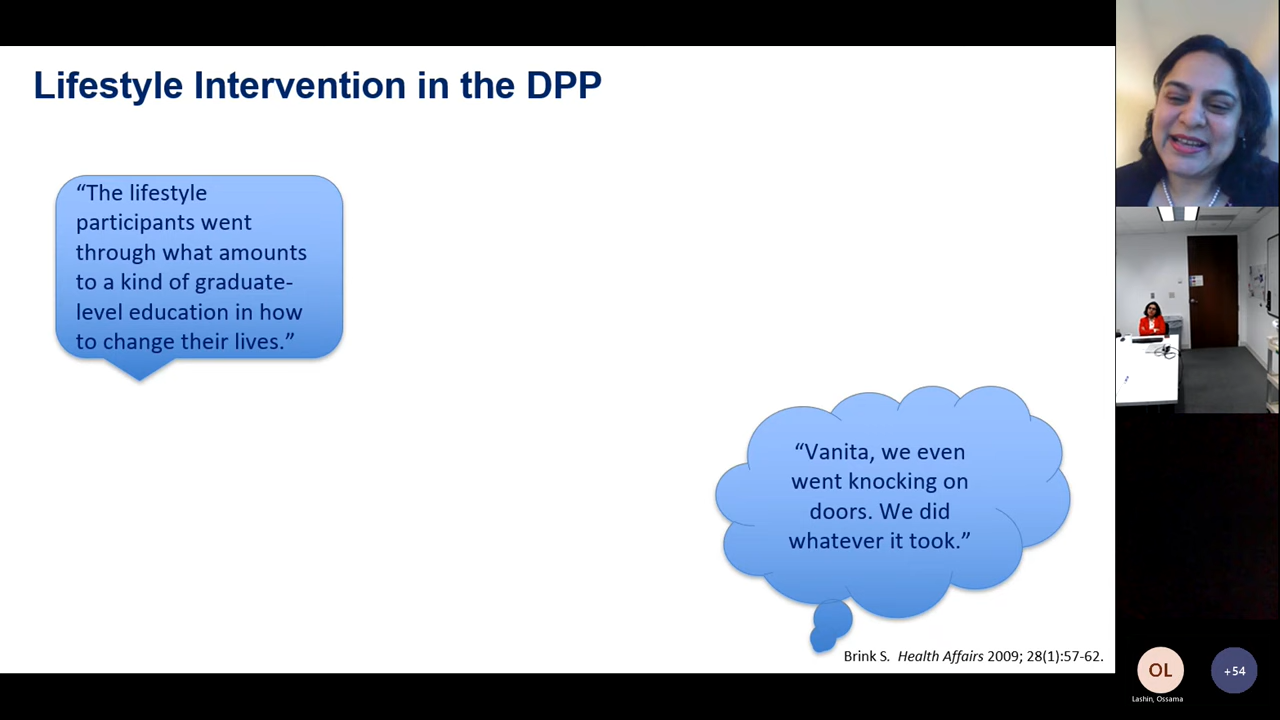 Lifestyle Intervention in the DPP
“The lifestyle
participants went
through what amounts
to a kind of graduate-
level education in how
to change their lives.”
“Vanita, we even
went knocking on
doors. We did
whatever it took.”
Brink S. Health Affairs 2009; 28(1):57-62.
OL
Lashin, Ossama
+54